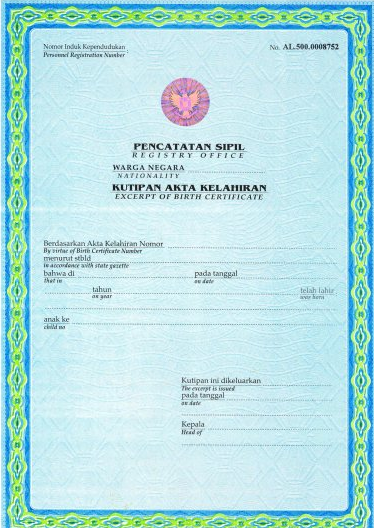 Nomor Induk Kependudukan
Personnel Registration Number
No. AL.500.0008752
PENCATATAN SIPIL
REGISTRY OFFICE
WARGA NEGARA
NATIONALITY
KUTIPAN AKTA KELAHIRAN
EXCERPT OF BIRTH CERTIFICATE
Berdasarkan Akta Kelahiran Nomor
By virtue of Birth Certificate Number
menurut stbld
in accordance with state gazette
bahwa di pada tanggal
that in on date
tahun telah lahir
on year was born
anak ke
child no
Kutipan ini dikeluarkan
The excerpt is issued
pada tanggal
on date
Kepala
Head of